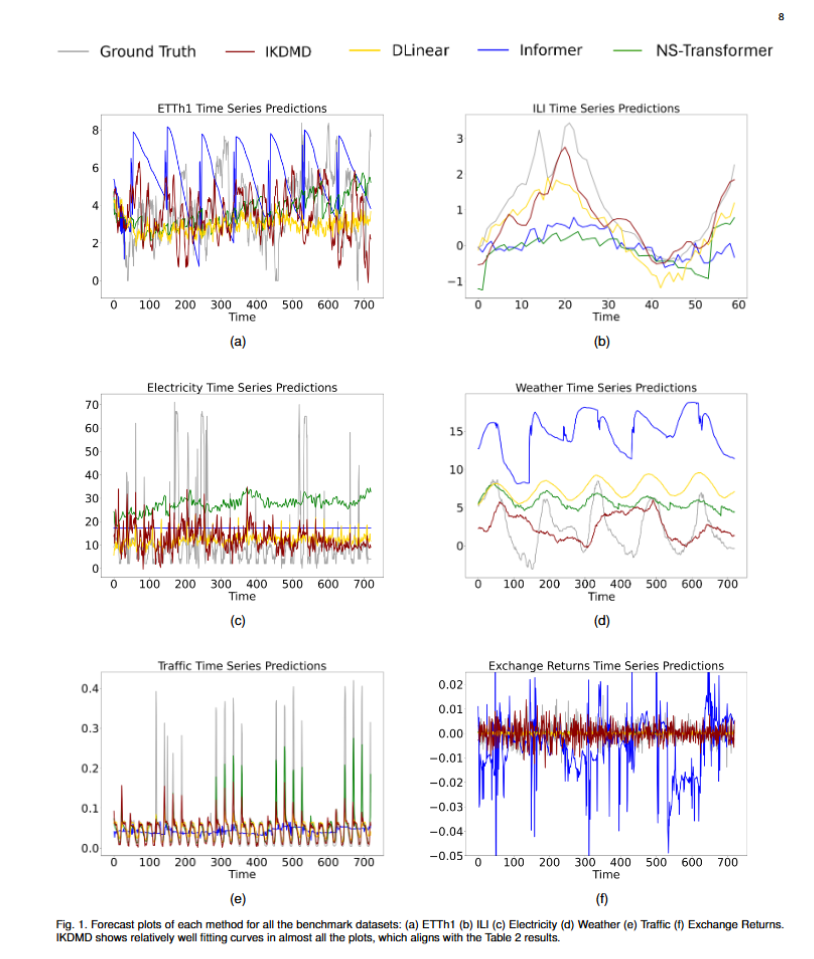 8
Ground Truth IKDMD DLinear Informer NS-Transformer
ETTh1 Time Series Predictions
8
6
4
2
0
0 100 200 300 400 500 600 700
Time
(a)
ILI Time Series Predictions
3
2
1
0
−1
0 10 20 30 40 50 60
Time
(b)
Electricity Time Series Predictions
70
60
50
40
30
20
10
0
0 100 200 300 400 500 600 700
Time
(c)
Weather Time Series Predictions
15
10
5
0
0 100 200 300 400 500 600 700
Time
(d)
Traffic Time Series Predictions
0.4
0.3
0.2
0.1
0.0
0 100 200 300 400 500 600 700
Time
(e)
Exchange Returns Time Series Predictions
0.02
0.01
0.00
−0.01
−0.02
−0.03
−0.04
−0.05
0 100 200 300 400 500 600 700
Time
(f)
Fig. 1. Forecast plots of each method for all the benchmark datasets: (a) ETTh1 (b) ILI (c) Electricity (d) Weather (e) Traffic (f) Exchange Returns.
IKDMD shows relatively well fitting curves in almost all the plots, which aligns with the Table 2 results.